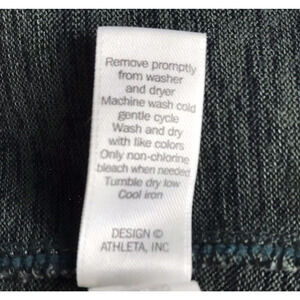 Remove promptly
from washer
and dryer
Machine wash cold
gentle cycle
Wash and dry
with like colors
Only non-chlorine
bleach when needed
Tumble dry low
Cool iron
DESIGN ©
ATHLETA, INC